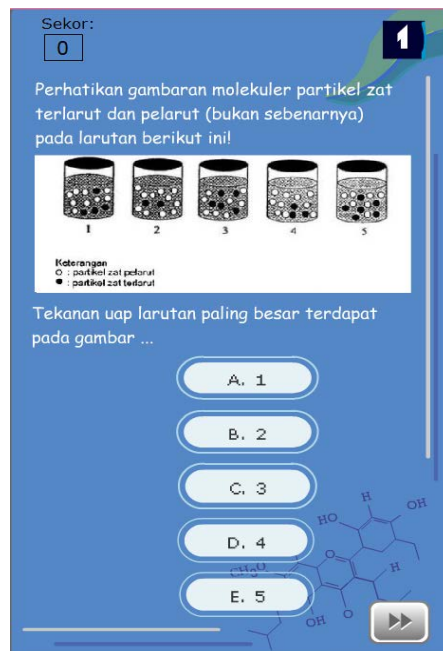 Sekor:
0
1
Perhatikan gambaran molekuler partikel zat
terlarut dan pelarut (bukan sebenarnya)
pada larutan berikut ini!
1 2 3 4 5
Keterangan
O : partikel zat pelarut
● : partikel zat terlarut
Tekanan uap larutan paling besar terdapat
pada gambar ...
A. 1
B. 2
C. 3
D. 4
E. 5
H
OH
HO
O
CH₃O
H
OH
O